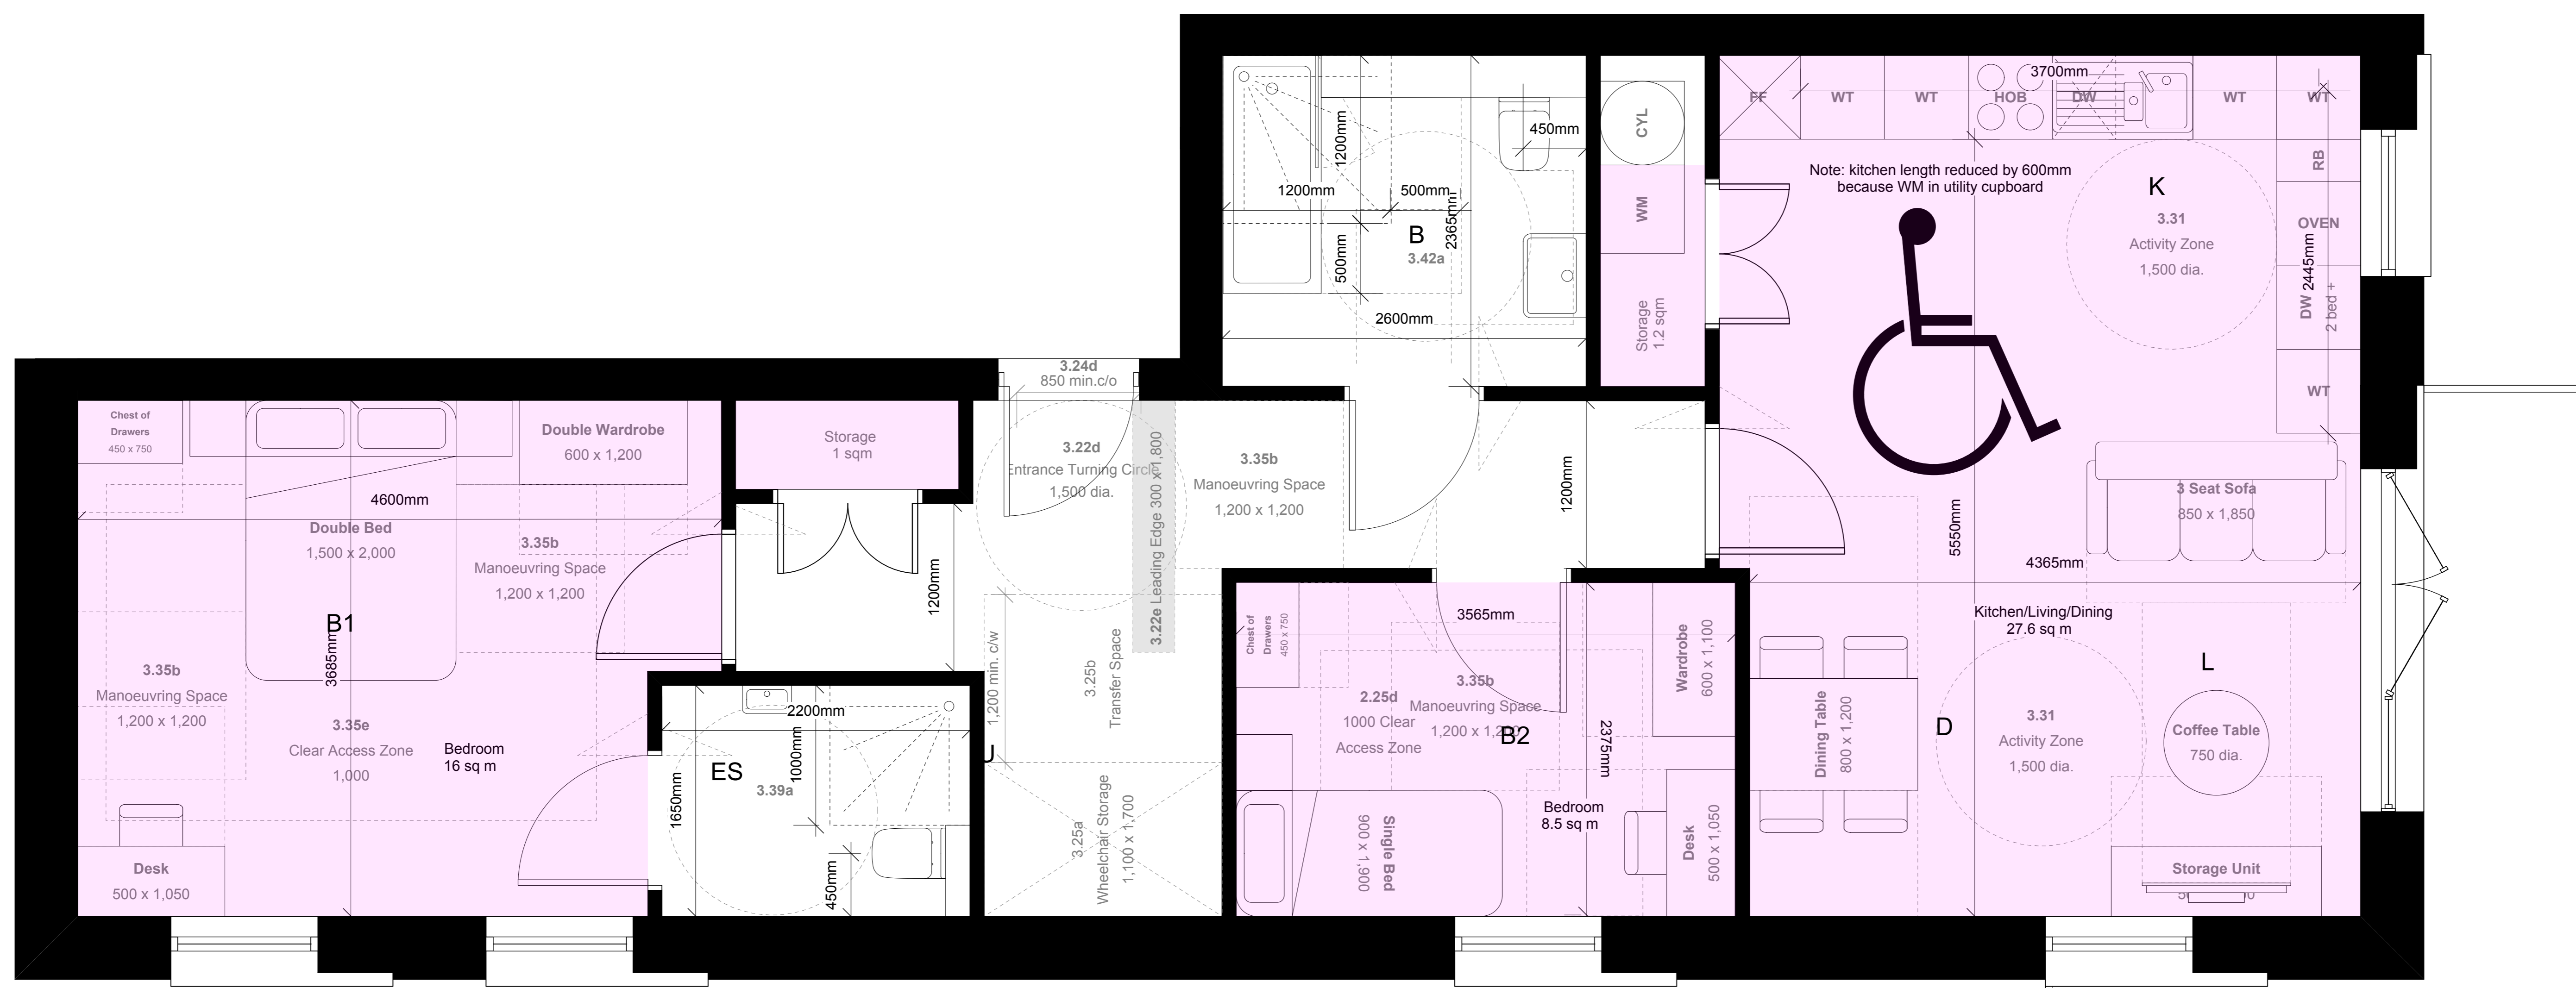 Chest of
Drawers
450 x 750
Double Wardrobe
600 x 1,200
4600mm
Double Bed
1,500 x 2,000
3.35b
Manoeuvring Space
1,200 x 1,200
B1
3685mm
3.35b
Manoeuvring Space
1,200 x 1,200
3.35e
Clear Access Zone
1,000
Bedroom
16 sq m
Desk
500 x 1,050
Storage
1 sqm
1200mm
ES
3.39a
2200mm
1000mm
1650mm
450mm
3.24d
850 min.c/o
3.22d
Entrance Turning Circle
1,500 dia.
3.22e Leading Edge 300 x 1,800
3.35b
Manoeuvring Space
1,200 x 1,200
1,200 min. c/w
3.25b
Transfer Space
3.25a
Wheelchair Storage
1,100 x 1,700
1200mm
1200mm
500mm
450mm
1200mm
2365mm
B
3.42a
500mm
2600mm
CYL
WM
Storage
1.2 sqm
1200mm
Chest of
Drawers
450 x 750
3565mm
2.25d
1000 Clear
Access Zone
3.35b
Manoeuvring Space
B2
2375mm
Wardrobe
600 x 1,100
Bedroom
8.5 sq m
Single Bed
900 x 1,900
Desk
500 x 1,050
FF
WT
WT
HOB
DW
3700mm
WT
WT
Note: kitchen length reduced by 600mm
because WM in utility cupboard
K
3.31
Activity Zone
1,500 dia.
RB
OVEN
2445mm
DW
2 bed +
WT
3 Seat Sofa
850 x 1,850
5550mm
4365mm
Kitchen/Living/Dining
27.6 sq m
L
D
3.31
Activity Zone
1,500 dia.
Dining Table
800 x 1,200
Coffee Table
750 dia.
Storage Unit